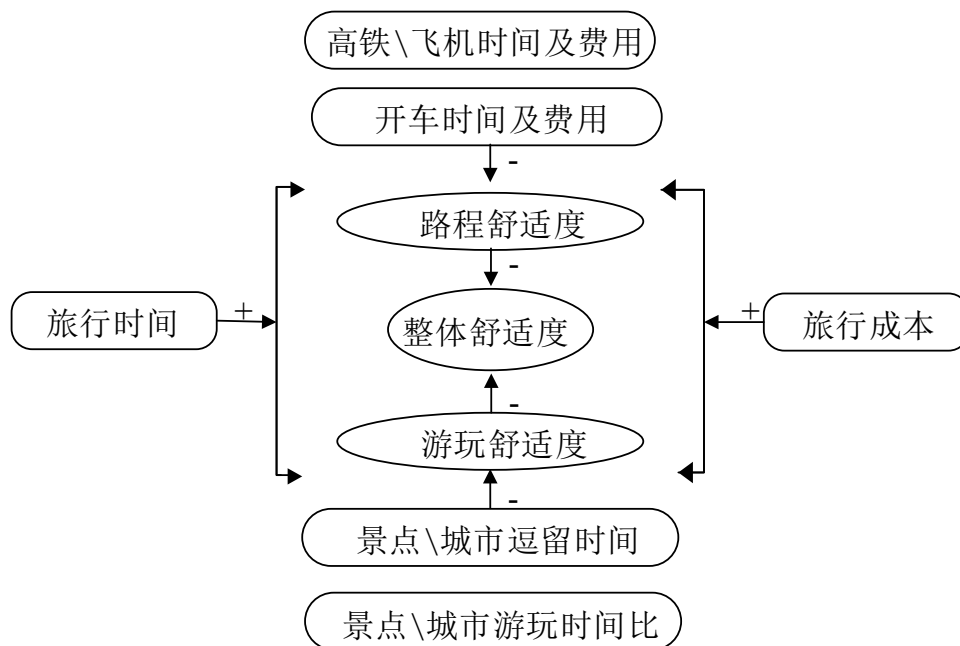 高铁\飞机时间及费用
开车时间及费用
-
路程舒适度
-
旅行时间
+
整体舒适度
+
旅行成本
-
游玩舒适度
-
景点\城市逗留时间
景点\城市游玩时间比